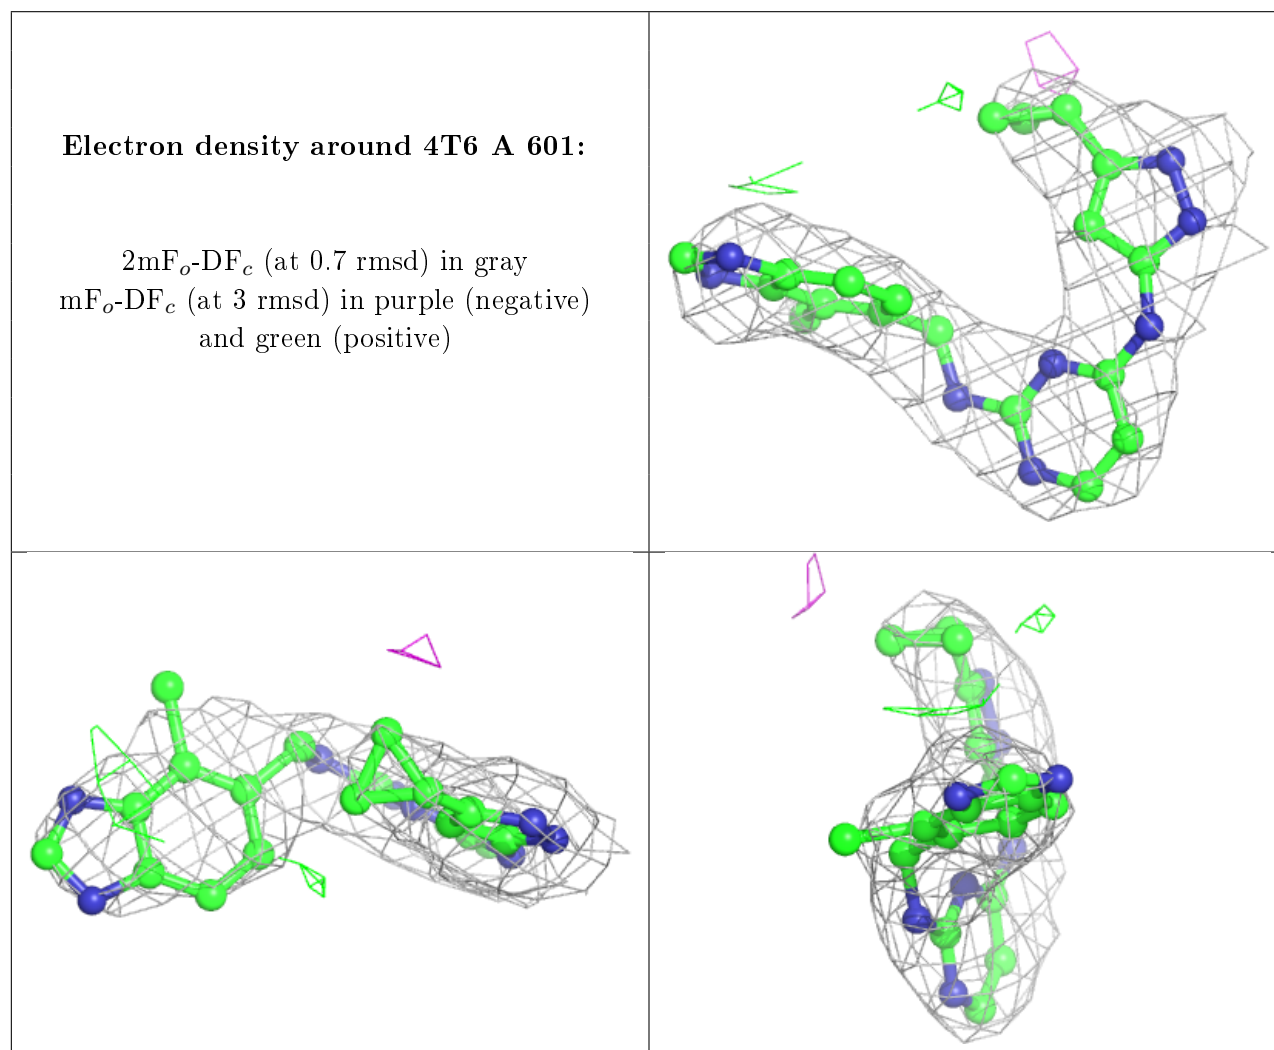 Electron density around 4T6 A 601:
2mFo-DFc (at 0.7 rmsd) in gray
mFo-DFc (at 3 rmsd) in purple (negative)
and green (positive)